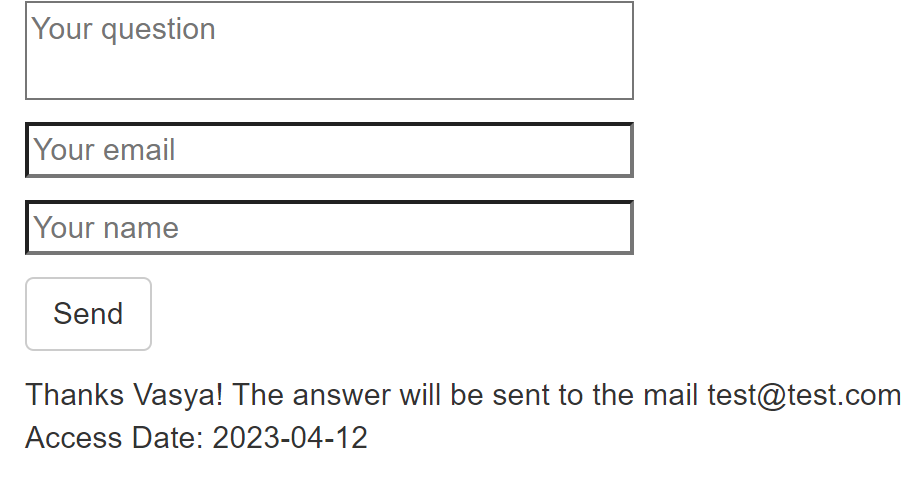 Your question
Your email
Your name
Send
Thanks Vasya! The answer will be sent to the mail test@test.com
Access Date: 2023-04-12